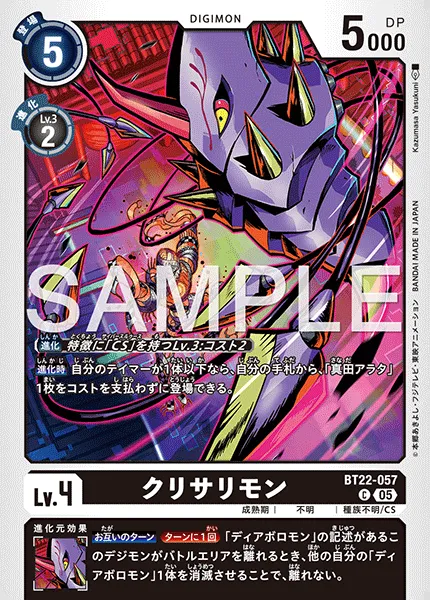 DIGIMON
登場
5
DP
5000
進化
Lv.3
2
Kazumasa Yasukuni
©本郷あきよし・フジテレビ・東映アニメーション BANDAI MADE IN JAPAN
SAMPLE
進化 特徴に「CS」を持つLv.3:コスト2
進化時 自分のテイマーが1体以下なら、自分の手札から、「真田アラタ」
1枚をコストを支払わずに登場できる。
BT22-057
Lv.4
クリサリモン
C 05
成熟期 | 不明 | 種族不明/CS
進化元効果
お互いのターン ターンに1回 「ディアボロモン」の記述があるこ
のデジモンがバトルエリアを離れるとき、他の自分の「ディ
アボロモン」1体を消滅させることで、離れない。